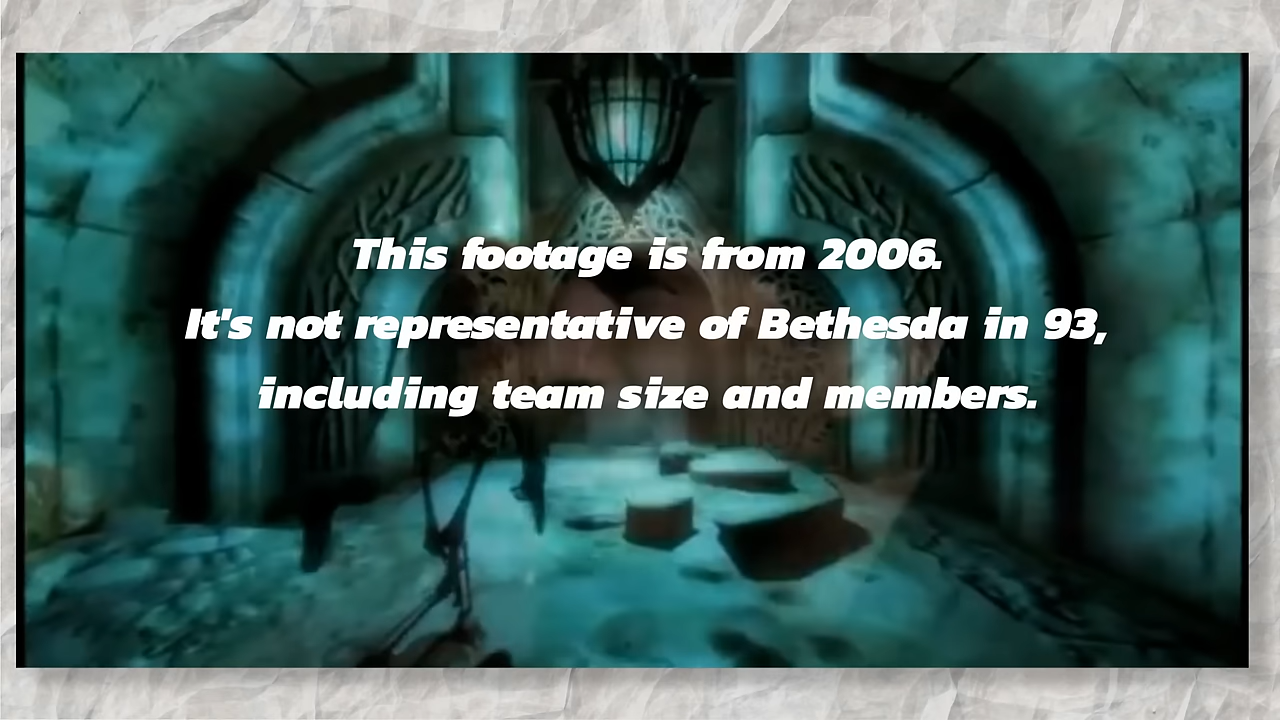 This footage is from 2006.
It's not representative of Bethesda in 93,
including team size and members.